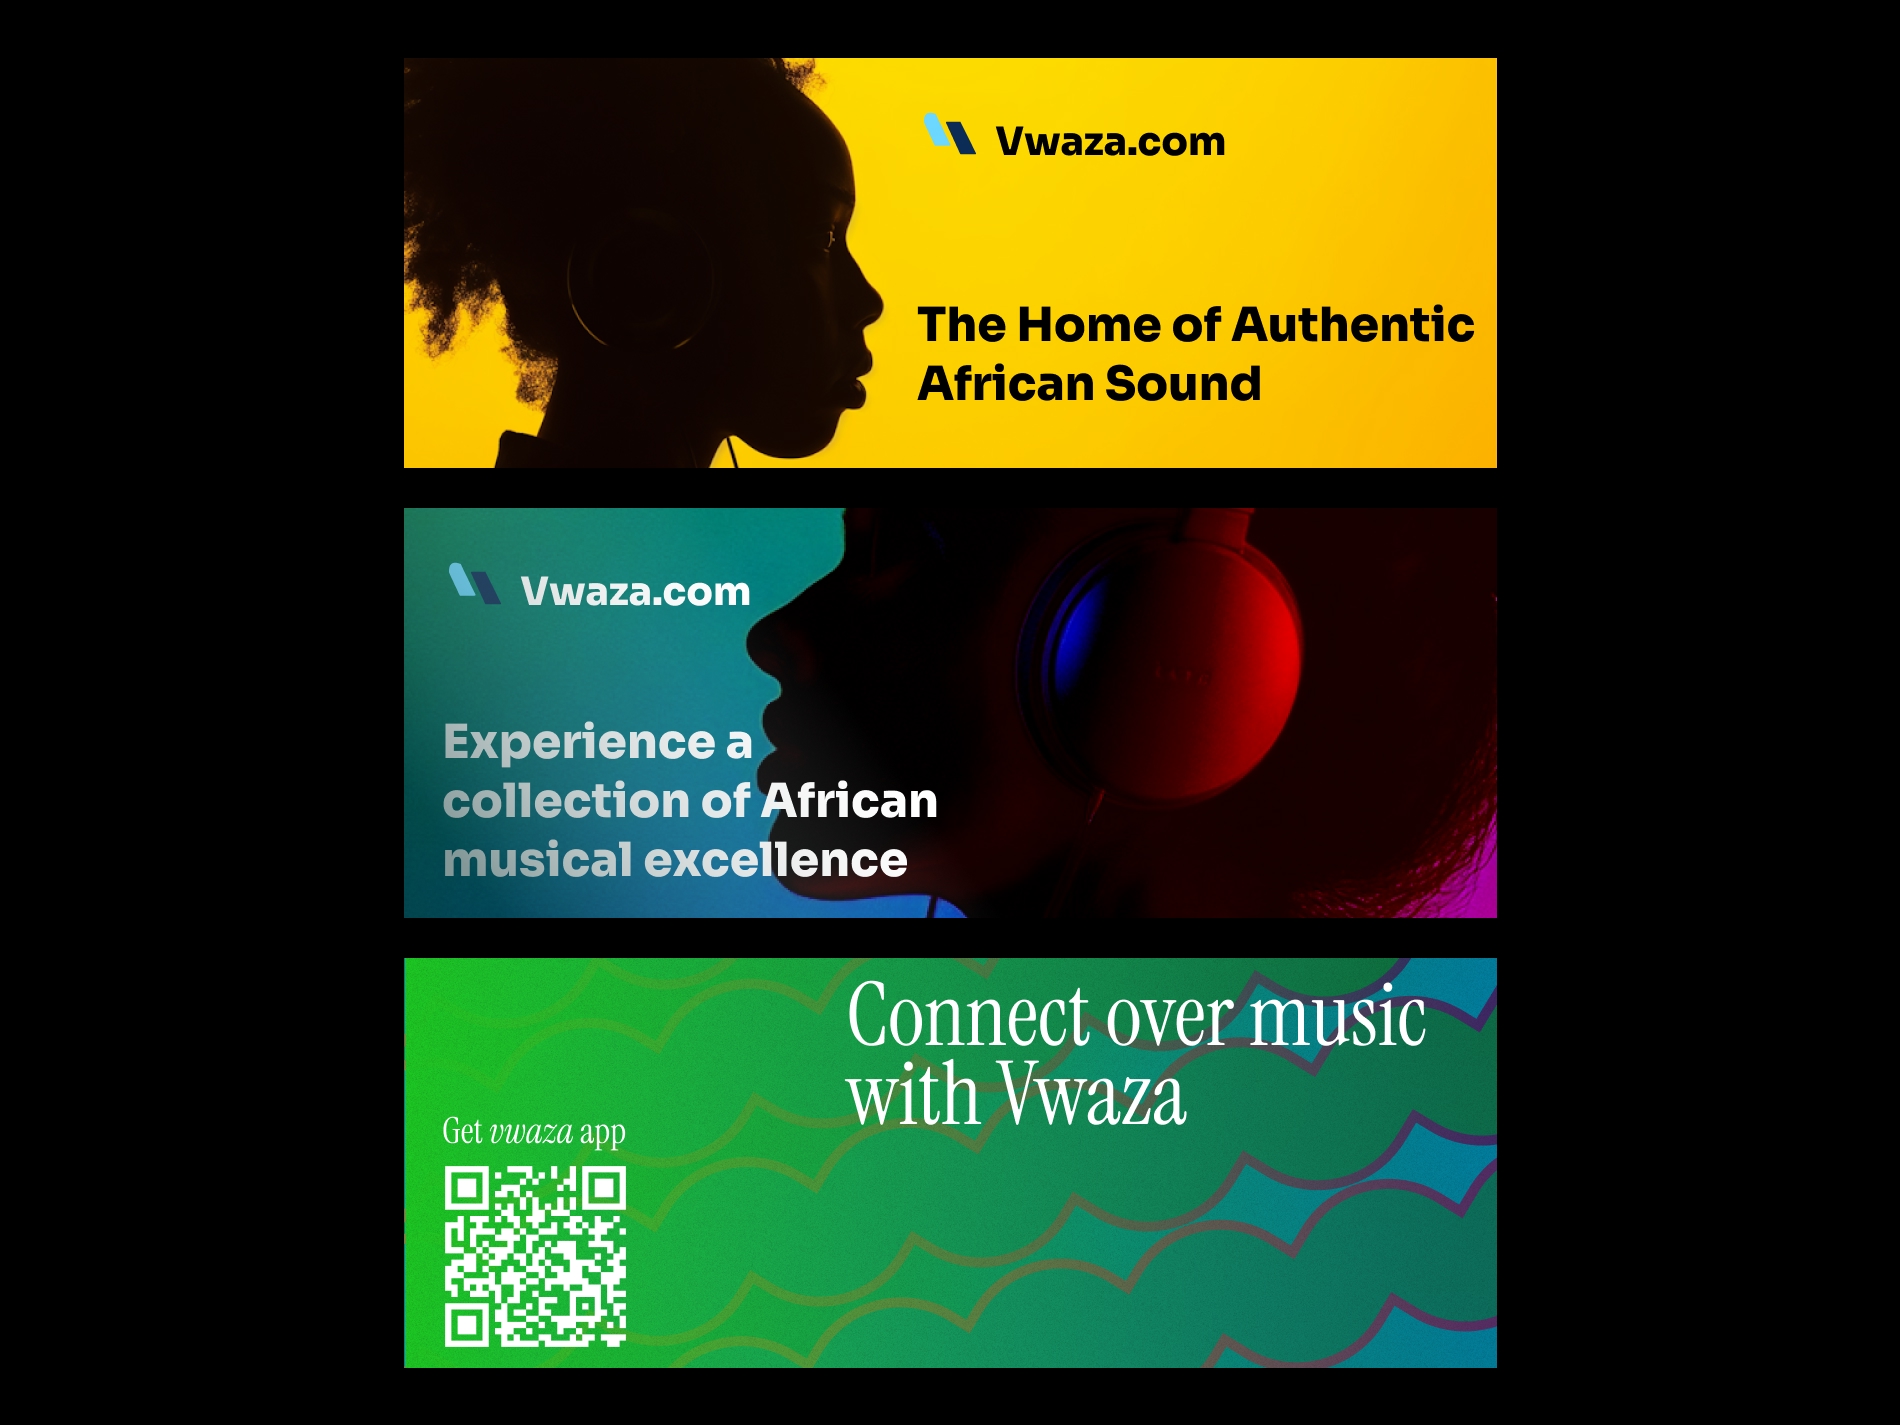 Vwaza.com
The Home of Authentic
African Sound
Vwaza.com
Experience a
collection of African
musical excellence
Connect over music
with Vwaza
Get vwaza app